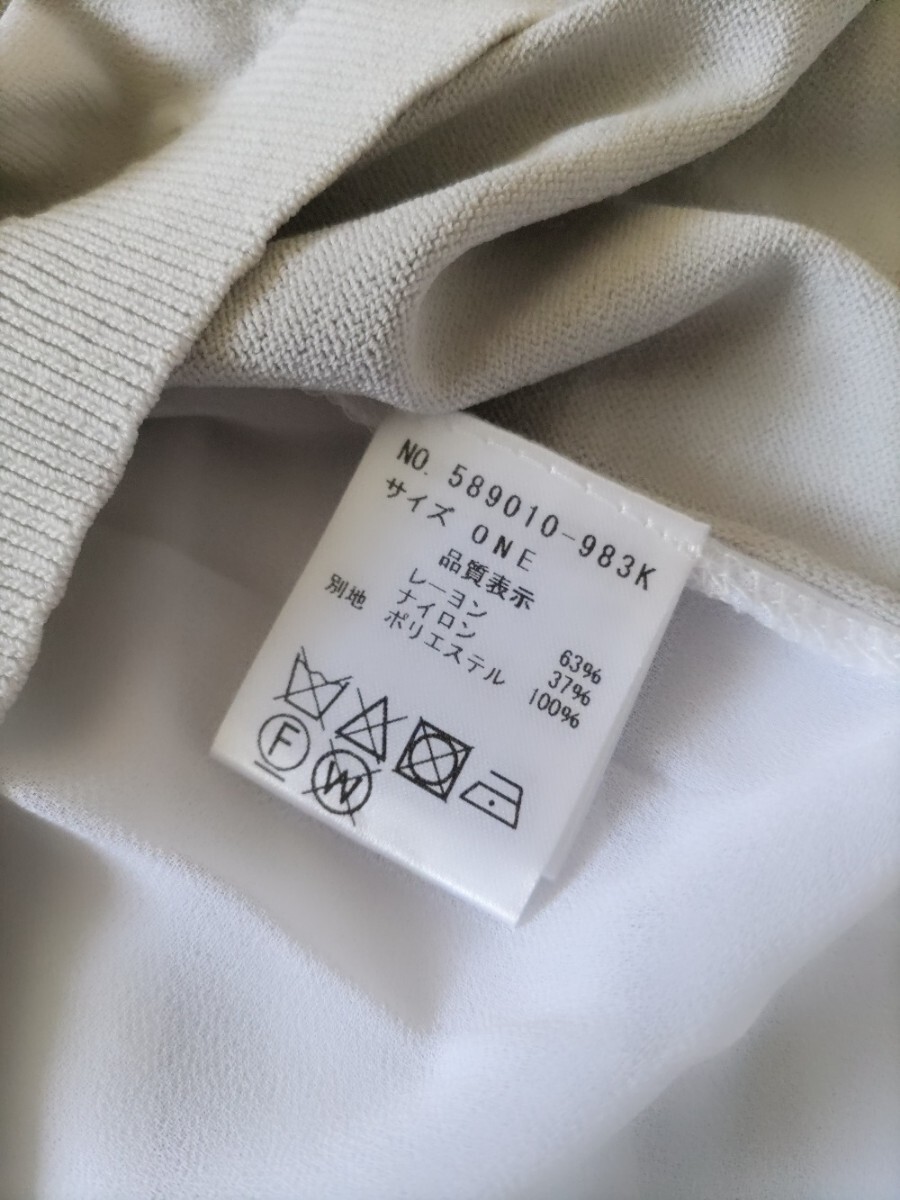 NO. 589010-983K
サイズ ONE
品質表示
レーヨン 63%
ナイロン 37%
別地 ポリエステル 100%
F W